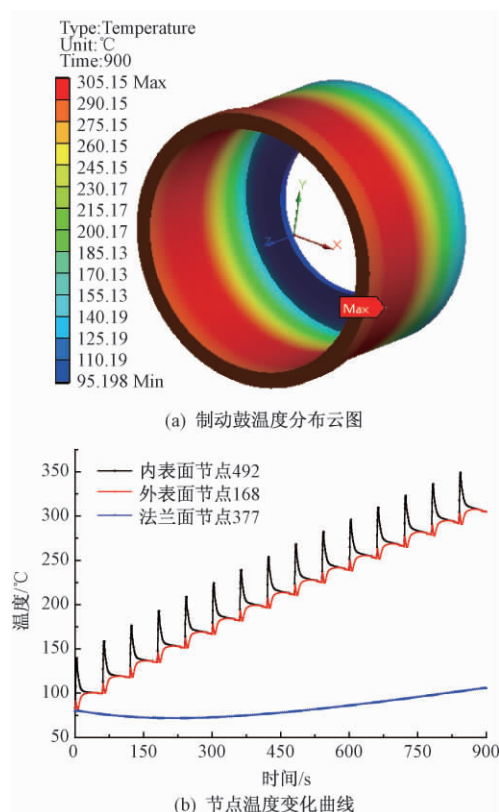 Type:Temperature
Unit:℃
Time:900
305.15 Max
290.15
275.15
260.15
245.15
230.17
215.17
200.17
185.13
170.13
155.13
140.19
125.19
110.19
95.198 Min
Y
Z
X
Max
(a) 制动鼓温度分布云图
350
300
250
200
150
100
50
温度/℃
内表面节点492
外表面节点168
法兰面节点377
0
150
300
450
600
750
900
时间/s
(b) 节点温度变化曲线